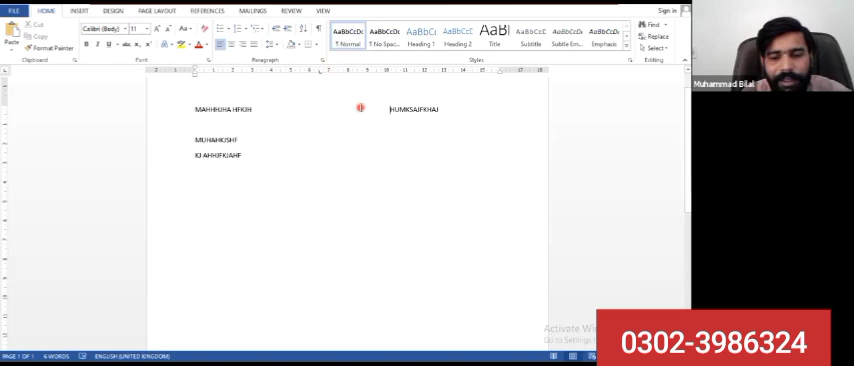 FILE HOME INSERT DESIGN PAGE LAYOUT REFERENCES MAILINGS REVIEW VIEW Sign in
Cut
Copy
Format Painter
Paste
Calibri (Body) 11
AaBbCcDc AaBbCcDc AaBbC AaBbCcC AaBl AaBbCcC AaBbCcDc AaBbCcDc
¶ Normal ¶ No Spac... Heading 1 Heading 2 Title Subtitle Subtle Em... Emphasis
Find
Replace
Select
Clipboard Font Paragraph Styles Editing
Muhammad Bilal
MAHHHJHA HFKJH HUMKSAJFKHAJ
MUHAHKJSHF
KJ AHHJFKJAHF
Activate Wi
Go to Settings
0302-3986324
PAGE 1 OF 1 6 WORDS ENGLISH (UNITED KINGDOM)